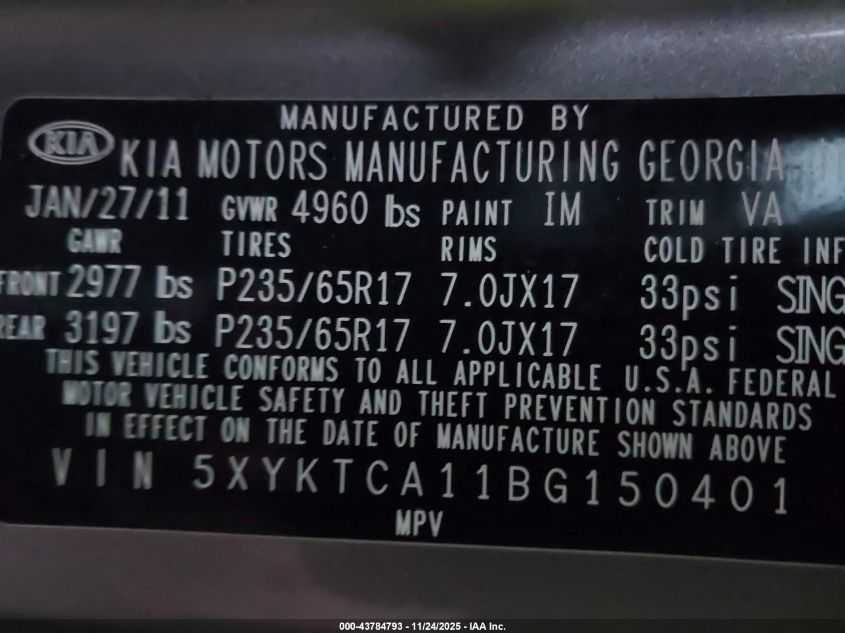 MANUFACTURED BY
KIA KIA MOTORS MANUFACTURING GEORGIA
JAN/27/11 GVWR 4960 lbs PAINT IM TRIM VA
GAWR TIRES RIMS COLD TIRE INF
FRONT 2977 lbs P235/65R17 7.0JX17 33psi SING
REAR 3197 lbs P235/65R17 7.0JX17 33psi SING
THIS VEHICLE CONFORMS TO ALL APPLICABLE U.S.A. FEDERAL
MOTOR VEHICLE SAFETY AND THEFT PREVENTION STANDARDS
IN EFFECT ON THE DATE OF MANUFACTURE SHOWN ABOVE
VIN 5XYKTCA11BG150401
MPV
000-43784793 - 11/24/2025 - IAA Inc.